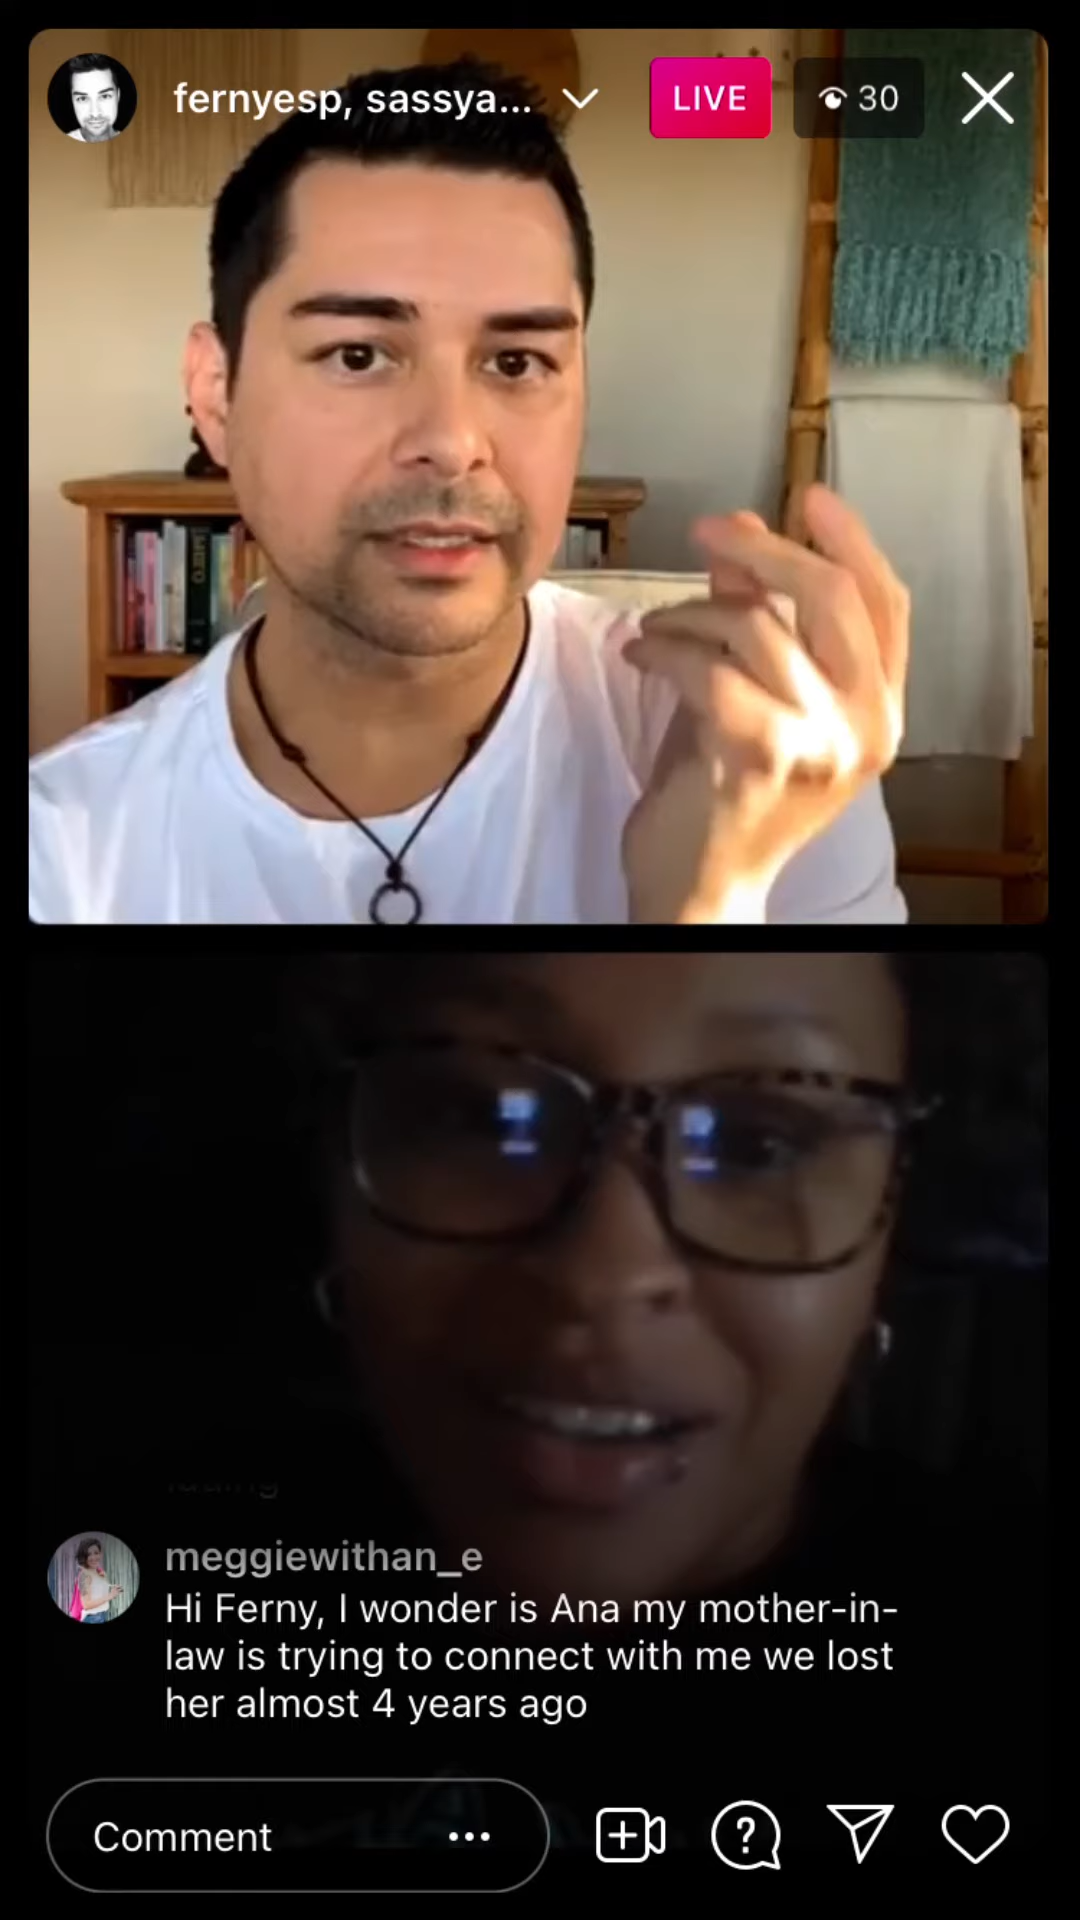 fernyesp, sassya... LIVE 30
meggiewithan_e
Hi Ferny, I wonder is Ana my mother-in-
law is trying to connect with me we lost
her almost 4 years ago
Comment